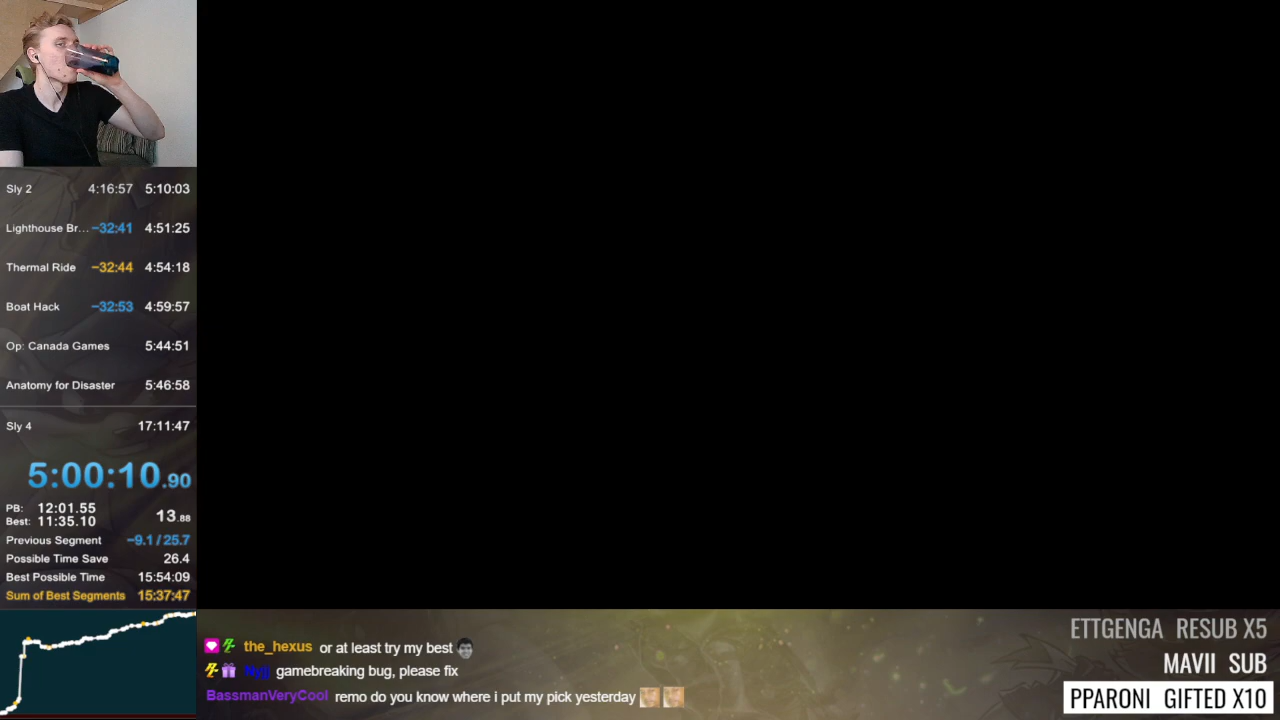 Sly 2 4:16:57 5:10:03
Lighthouse Br... −32:41 4:51:25
Thermal Ride −32:44 4:54:18
Boat Hack −32:53 4:59:57
Op: Canada Games 5:44:51
Anatomy for Disaster 5:46:58
Sly 4 17:11:47
5:00:10.90
PB: 12:01.55
Best: 11:35.10
13.88
Previous Segment −9.1 / 25.7
Possible Time Save 26.4
Best Possible Time 15:54:09
Sum of Best Segments 15:37:47
the_hexus or at least try my best
gamebreaking bug, please fix
BassmanVeryCool remo do you know where i put my pick yesterday
ETTGENGA RESUB X5
MAVII SUB
PPARONI GIFTED X10